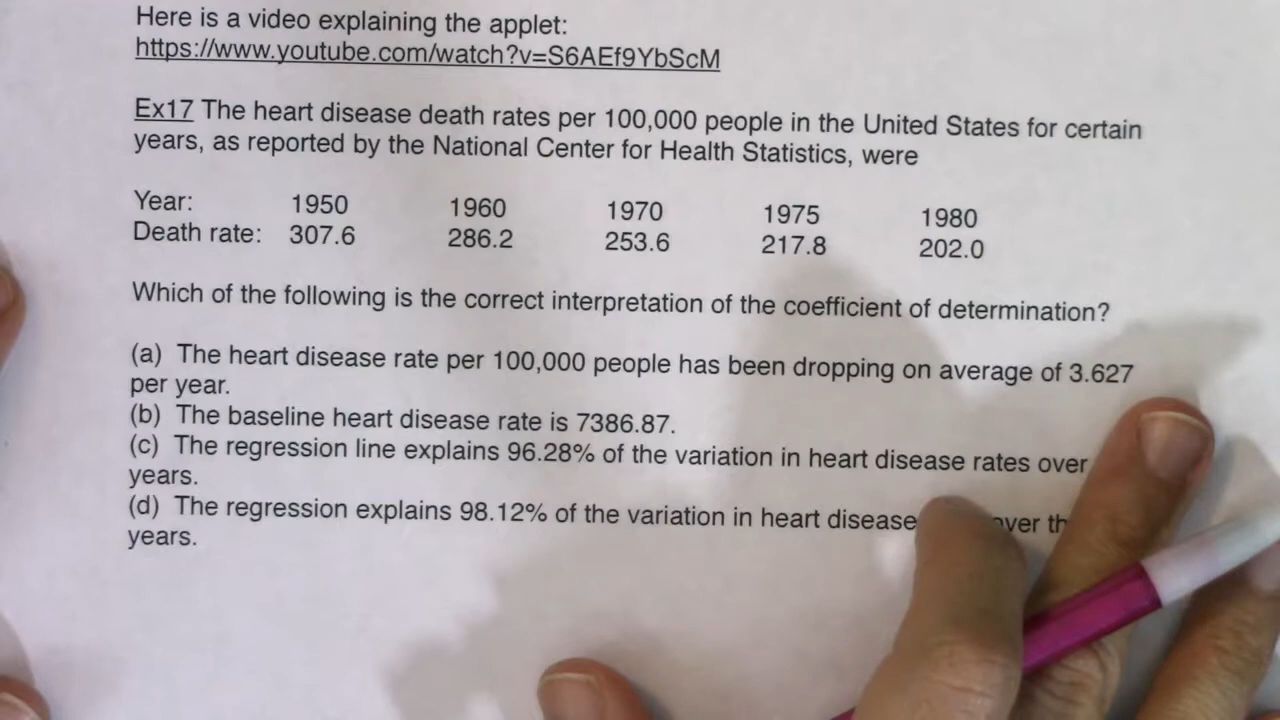 Here is a video explaining the applet:
https://www.youtube.com/watch?v=S6AEf9YbScM
Ex17 The heart disease death rates per 100,000 people in the United States for certain
years, as reported by the National Center for Health Statistics, were
Year: 1950 1960 1970 1975 1980
Death rate: 307.6 286.2 253.6 217.8 202.0
Which of the following is the correct interpretation of the coefficient of determination?
(a) The heart disease rate per 100,000 people has been dropping on average of 3.627
per year.
(b) The baseline heart disease rate is 7386.87.
(c) The regression line explains 96.28% of the variation in heart disease rates over
years.
(d) The regression explains 98.12% of the variation in heart disease over
years.